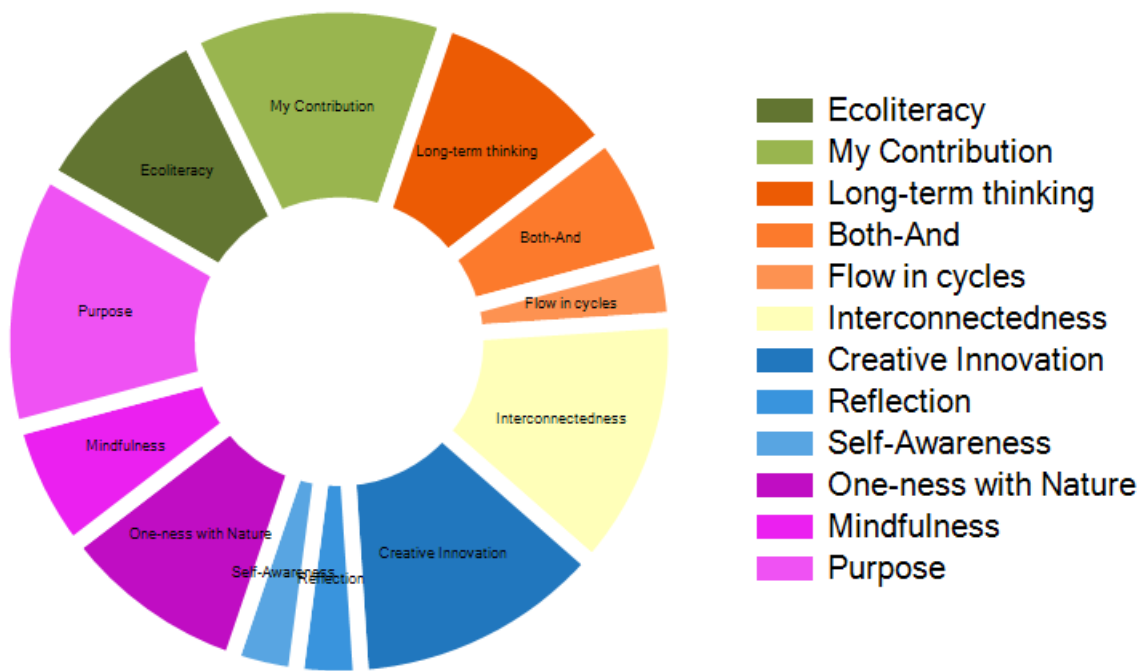 My Contribution
Long-term thinking
Ecoliteracy
Both-And
Flow in cycles
Purpose
Interconnectedness
Mindfulness
One-ness with Nature
Creative Innovation
Self-Awareness
Reflection
Ecoliteracy
My Contribution
Long-term thinking
Both-And
Flow in cycles
Interconnectedness
Creative Innovation
Reflection
Self-Awareness
One-ness with Nature
Mindfulness
Purpose